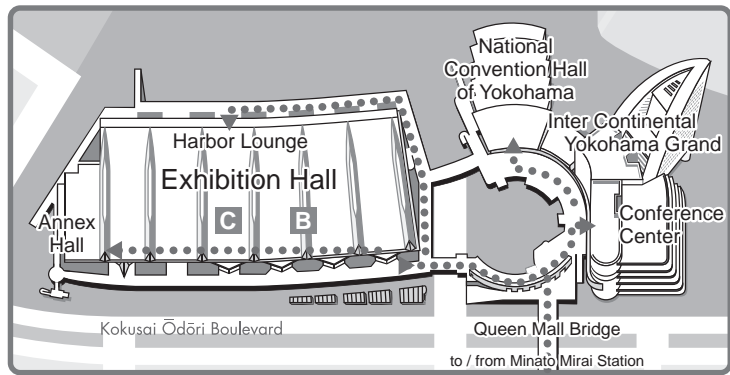 National
Convention Hall
of Yokohama
Inter Continental
Yokohama Grand
Harbor Lounge
Exhibition Hall
Annex
Hall
C
B
Conference
Center
Kokusai Ōdōri Boulevard
Queen Mall Bridge
to / from Minato Mirai Station